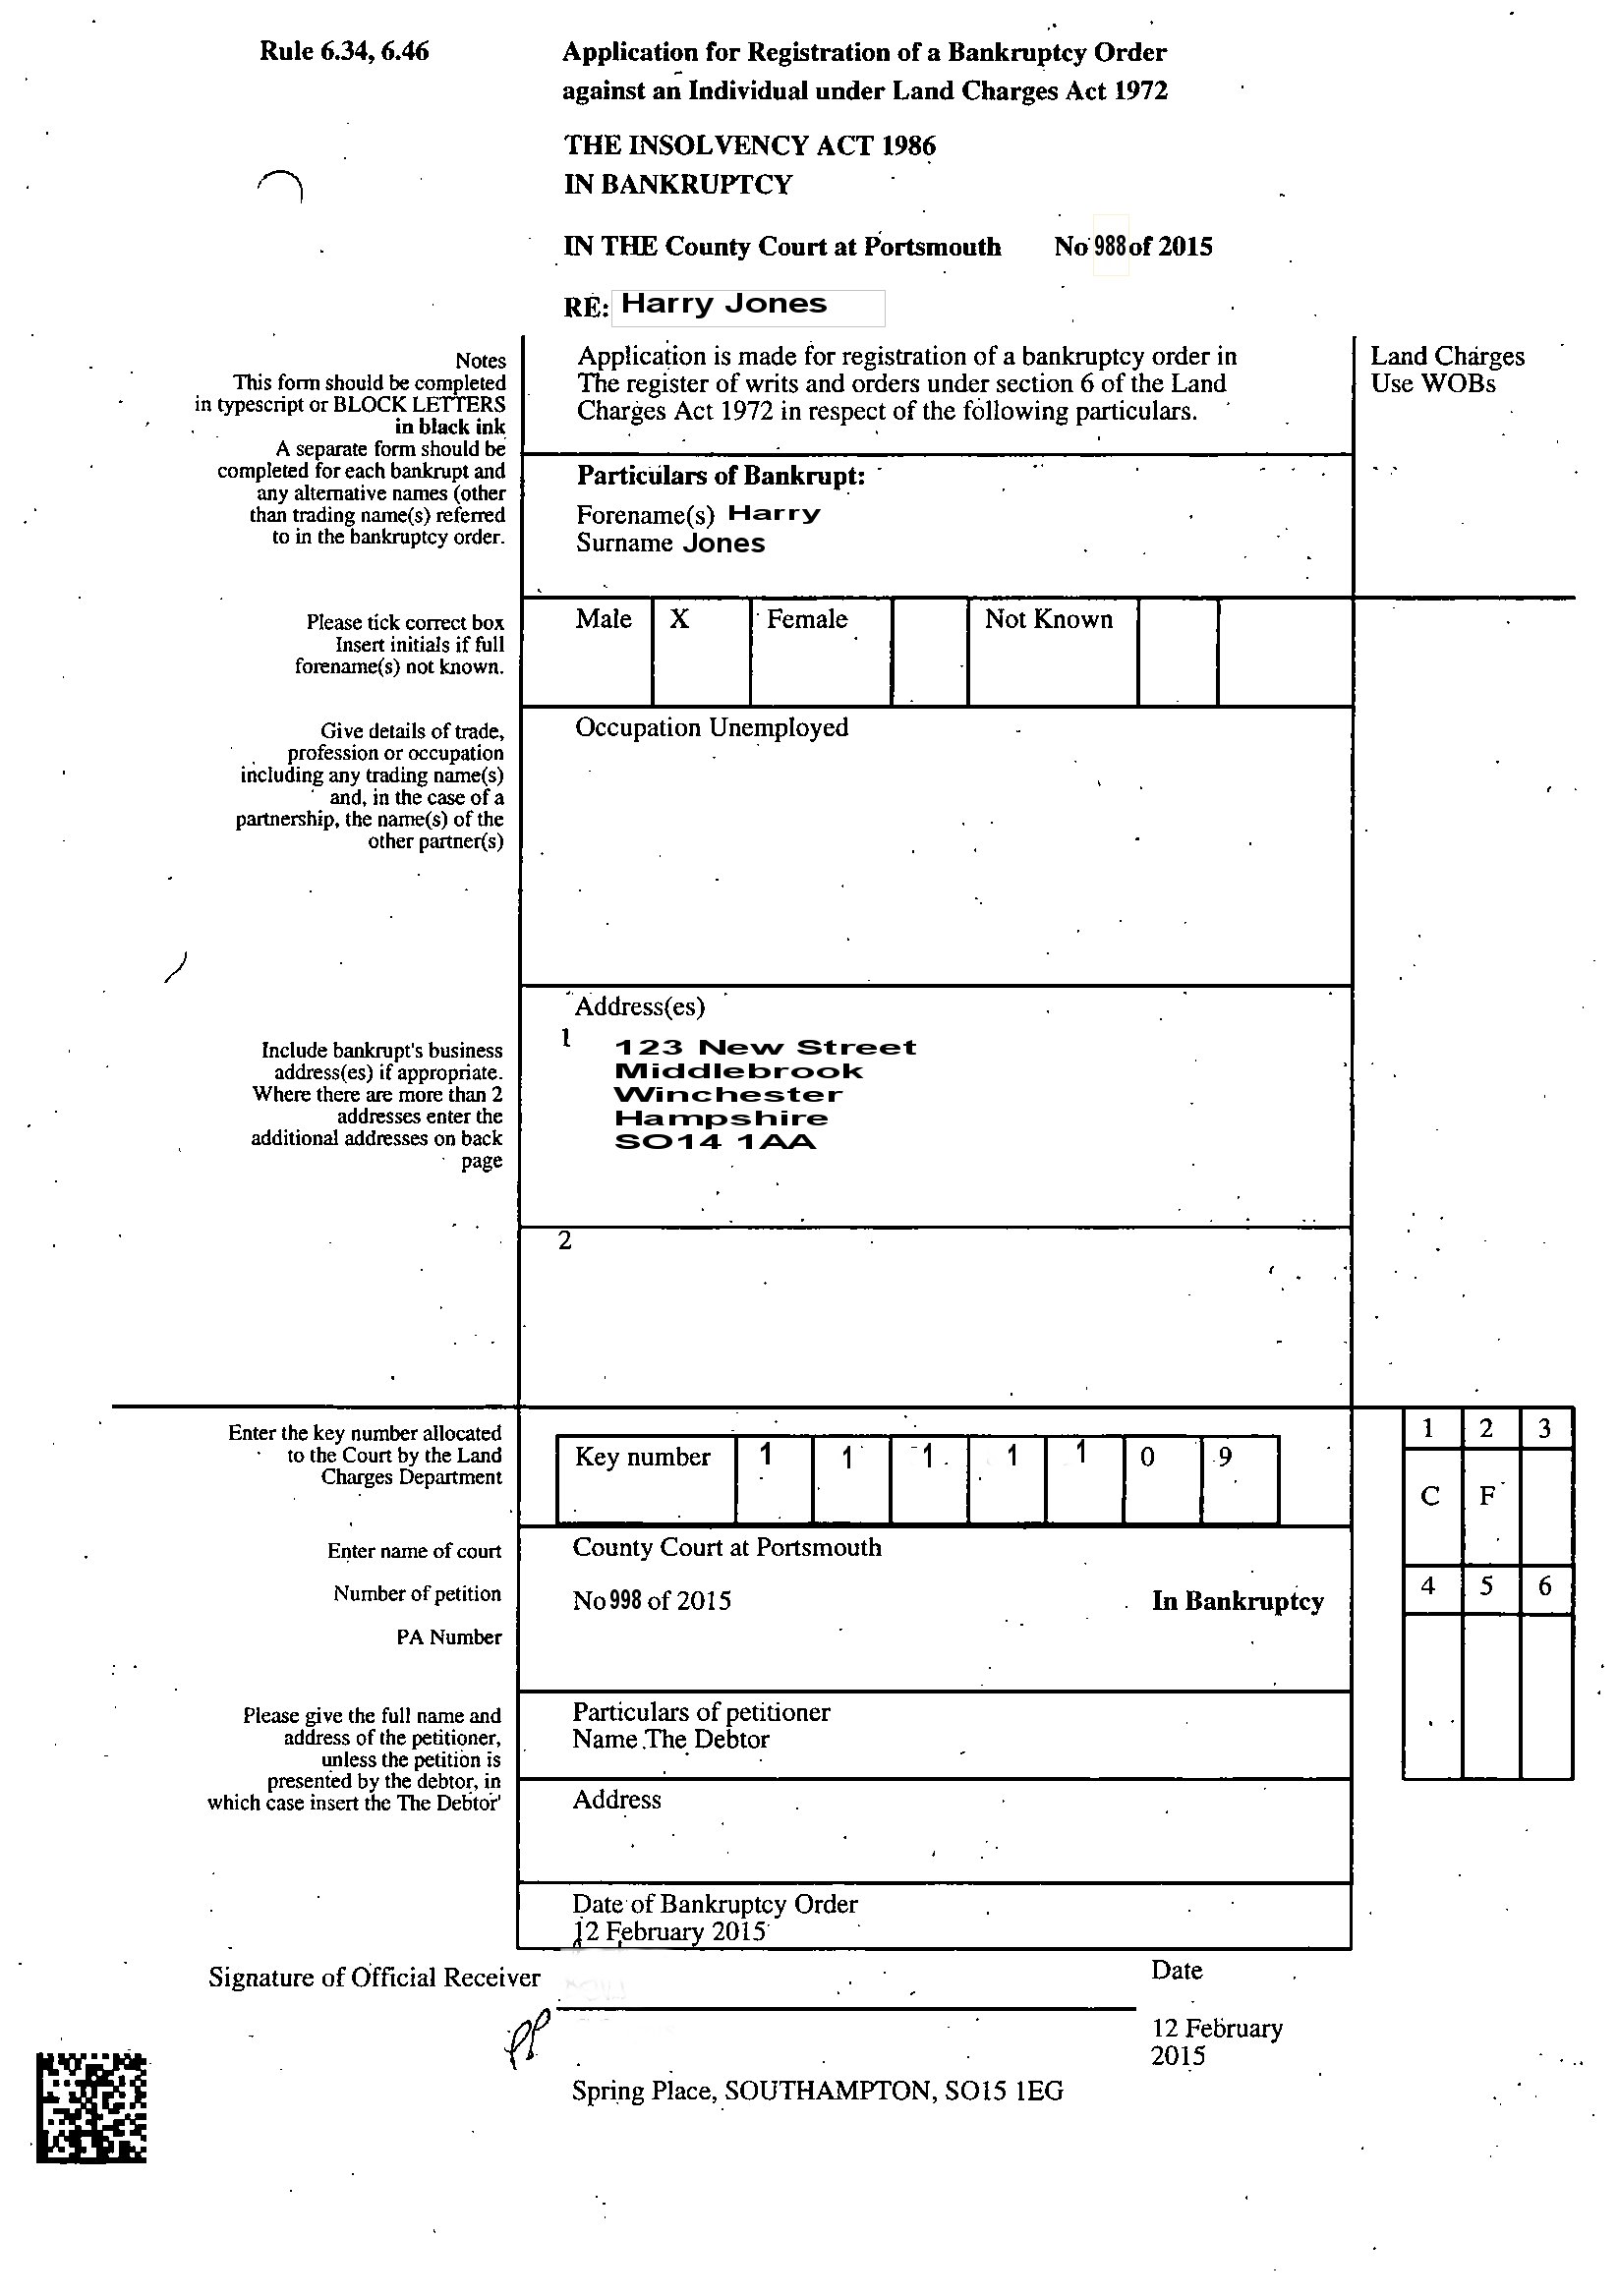 Rule 6.34, 6.46
Application for Registration of a Bankruptcy Order
against an Individual under Land Charges Act 1972
THE INSOLVENCY ACT 1986
IN BANKRUPTCY
IN THE County Court at Portsmouth No 988 of 2015
RE: Harry Jones
Notes
This form should be completed
in typescript or BLOCK LETTERS
in black ink
A separate form should be
completed for each bankrupt and
any alternative names (other
than trading name(s) referred
to in the bankruptcy order.
Application is made for registration of a bankruptcy order in
The register of writs and orders under section 6 of the Land
Charges Act 1972 in respect of the following particulars.
Land Charges
Use WOBs
Particulars of Bankrupt:
Forename(s) Harry
Surname Jones
Please tick correct box
Insert initials if full
forename(s) not known.
Male X Female Not Known
Give details of trade,
profession or occupation
including any trading name(s)
and, in the case of a
partnership, the name(s) of the
other partner(s)
Occupation Unemployed
Address(es)
Include bankrupt's business
address(es) if appropriate.
Where there are more than 2
addresses enter the
additional addresses on back
page
1 123 New Street
Middlebrook
Winchester
Hampshire
SO14 1AA
2
Enter the key number allocated
to the Court by the Land
Charges Department
Key number 1 1 1 1 1 0 9
1 2 3
C F
4 5 6
Enter name of court
County Court at Portsmouth
Number of petition
No 998 of 2015 In Bankruptcy
PA Number
Please give the full name and
address of the petitioner,
unless the petition is
presented by the debtor, in
which case insert the The Debtor'
Particulars of petitioner
Name The Debtor
Address
Date of Bankruptcy Order
12 February 2015
Signature of Official Receiver
Date
pp
12 February
2015
Spring Place, SOUTHAMPTON, SO15 1EG